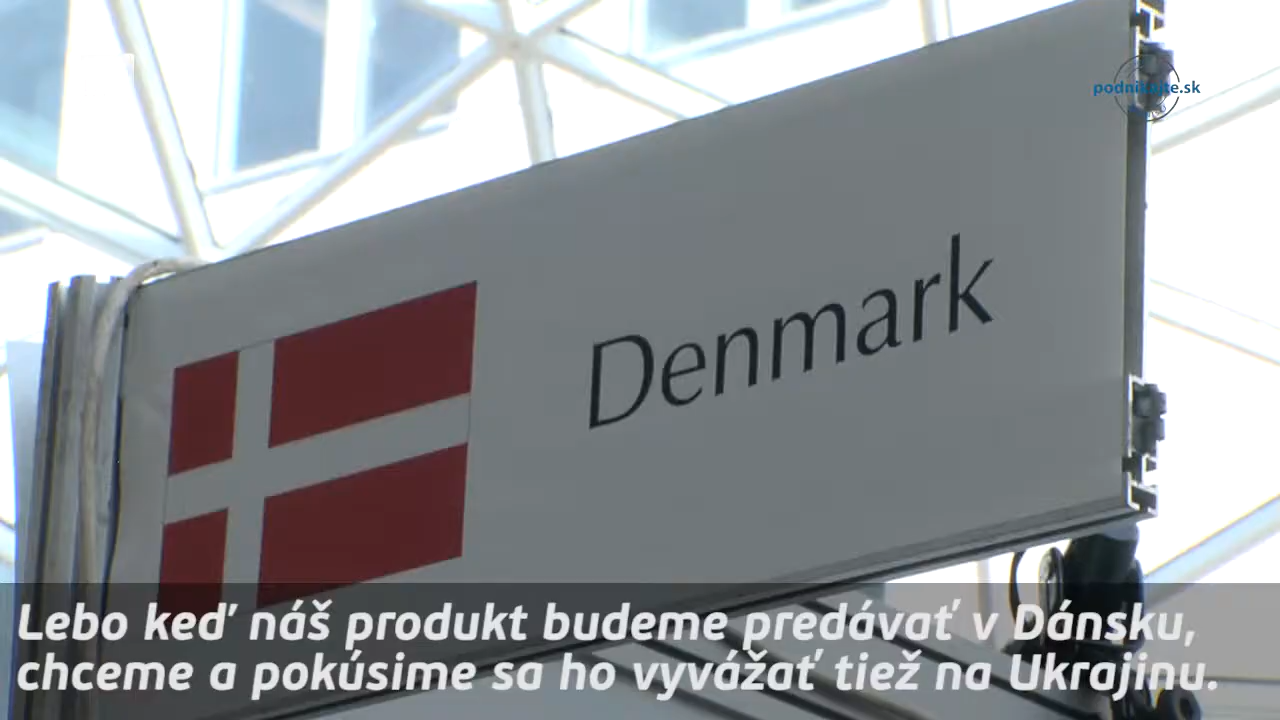 podnikajte.sk
Denmark
Lebo keď náš produkt budeme predávať v Dánsku,
chceme a pokúsime sa ho vyvážať tiež na Ukrajinu.